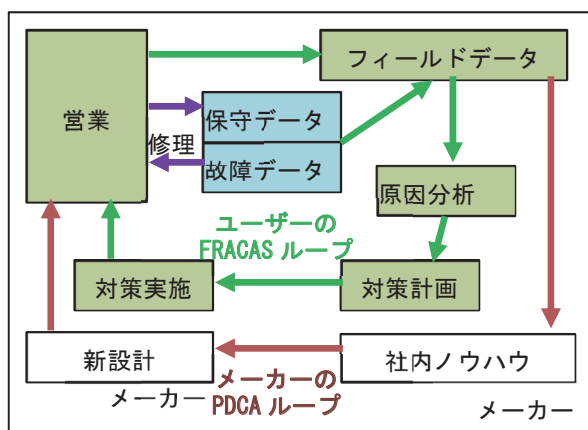 営業
フィールドデータ
保守データ
修理
故障データ
原因分析
ユーザーの
FRACAS ループ
対策実施
対策計画
新設計
社内ノウハウ
メーカー
メーカーの
PDCA ループ
メーカー